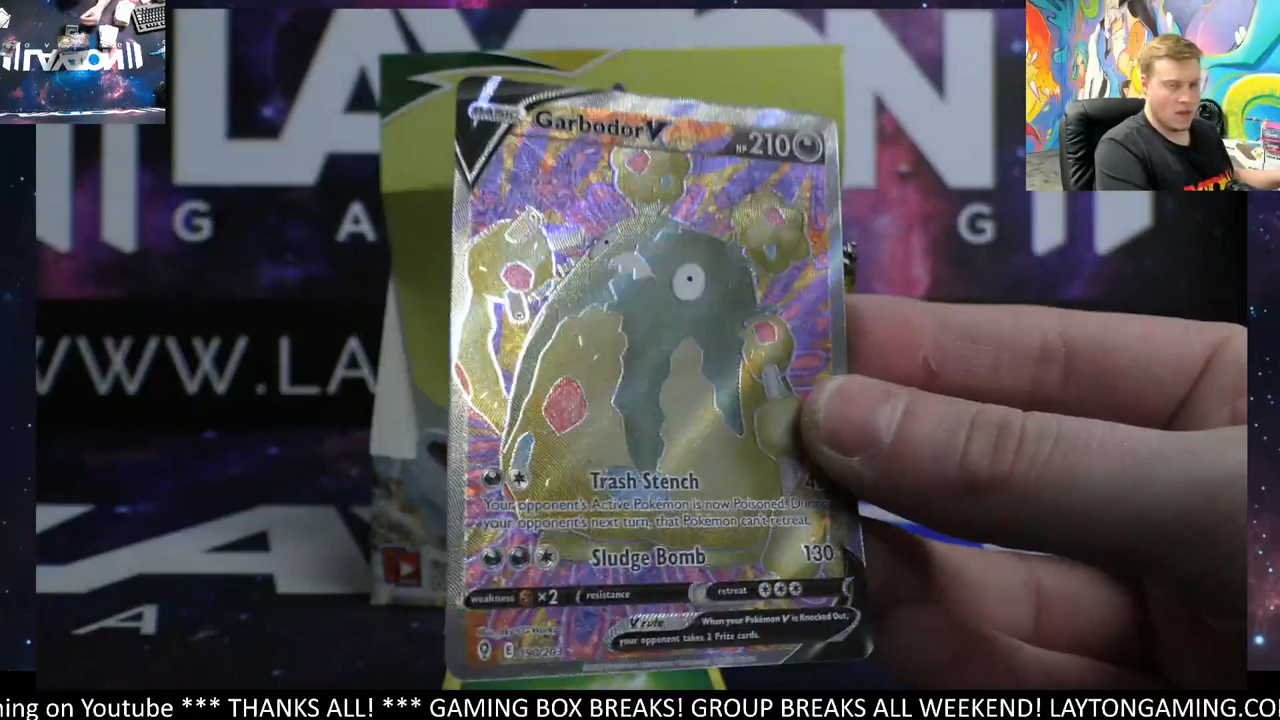 GarbodorV
HP 210
G A
G
WWW.LA
Trash Stench
Your opponent's Active Pokémon is now Poisoned. During
your opponent's next turn, that Pokémon can't retreat.
Sludge Bomb 130
weakness ×2 resistance retreat
V rule When your Pokémon V is Knocked Out,
your opponent takes 2 Prize cards.
E 190/203
A
ning on Youtube *** THANKS ALL! *** GAMING BOX BREAKS! GROUP BREAKS ALL WEEKEND! LAYTONGAMING.CO